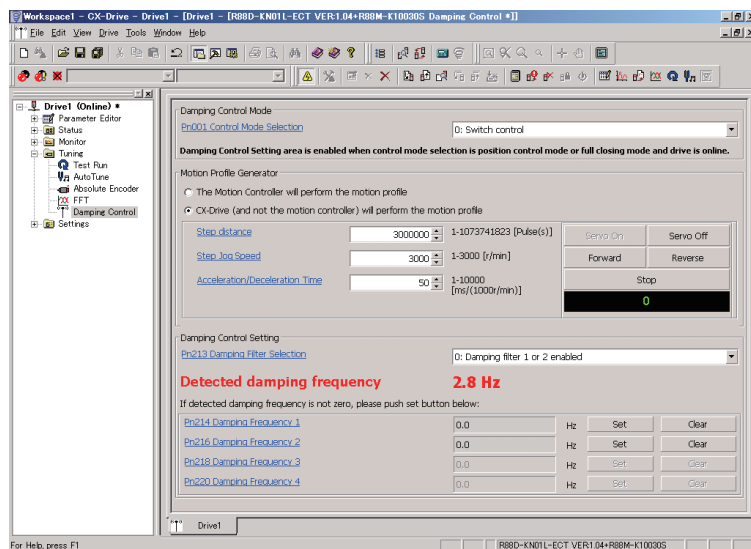 Workspace1 - CX-Drive - Drive1 - [Drive1 - [R88D-KN01L-ECT VER:1.04+R88M-K10030S Damping Control *]]
File Edit View Drive Tools Window Help
Drive1 (Online) *
Parameter Editor
Status
Monitor
Tuning
Test Run
AutoTune
Absolute Encoder
FFT
Damping Control
Settings
Damping Control Mode
Pn001 Control Mode Selection
0: Switch control
Damping Control Setting area is enabled when control mode selection is position control mode or full closing mode and drive is online.
Motion Profile Generator
The Motion Controller will perform the motion profile
CX-Drive (and not the motion controller) will perform the motion profile
Step distance 3000000 1-1073741823 [Pulse(s)] Servo On Servo Off
Step Jog Speed 3000 1-3000 [r/min] Forward Reverse
Acceleration/Deceleration Time 50 1-10000 [ms/(1000r/min)] Stop
0
Damping Control Setting
Pn213 Damping Filter Selection
0: Damping filter 1 or 2 enabled
Detected damping frequency 2.8 Hz
If detected damping frequency is not zero, please push set button below:
Pn214 Damping Frequency 1 0.0 Hz Set Clear
Pn216 Damping Frequency 2 0.0 Hz Set Clear
Pn218 Damping Frequency 3 0.0 Hz Set Clear
Pn220 Damping Frequency 4 0.0 Hz Set Clear
Drive1
For Help, press F1
R88D-KN01L-ECT VER:1.04+R88M-K10030S